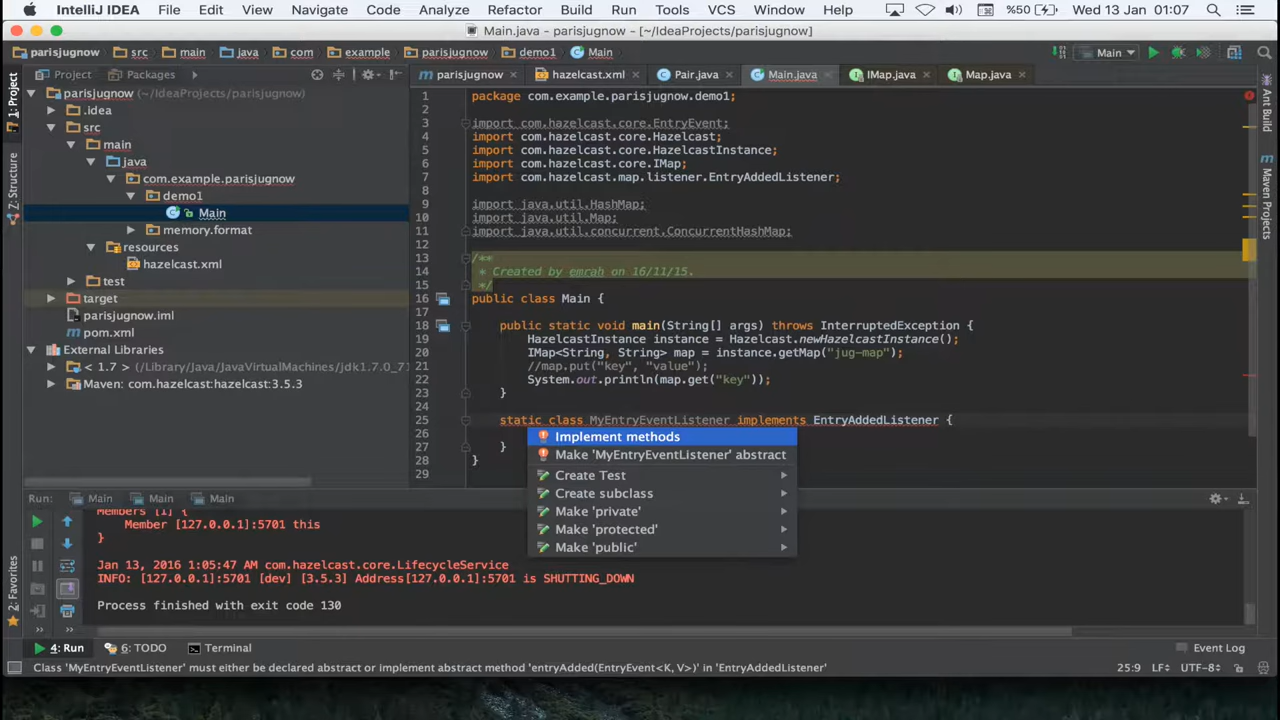 IntelliJ IDEA File Edit View Navigate Code Analyze Refactor Build Run Tools VCS Window Help %50 Wed 13 Jan 01:07
Main.java - parisjugnow - [~/IdeaProjects/parisjugnow]
parisjugnow src main java com example parisjugnow demo1 Main Main
1: Project
Z: Structure
2: Favorites
Project Packages
parisjugnow hazelcast.xml Pair.java Main.java IMap.java Map.java
parisjugnow (~/IdeaProjects/parisjugnow)
.idea
src
main
java
com.example.parisjugnow
demo1
Main
memory.format
resources
hazelcast.xml
test
target
parisjugnow.iml
pom.xml
External Libraries
< 1.7 > (/Library/Java/JavaVirtualMachines/jdk1.7.0_71
Maven: com.hazelcast:hazelcast:3.5.3
1 package com.example.parisjugnow.demo1;
2
3 import com.hazelcast.core.EntryEvent;
4 import com.hazelcast.core.Hazelcast;
5 import com.hazelcast.core.HazelcastInstance;
6 import com.hazelcast.core.IMap;
7 import com.hazelcast.map.listener.EntryAddedListener;
8
9 import java.util.HashMap;
10 import java.util.Map;
11 import java.util.concurrent.ConcurrentHashMap;
12
13 /**
14 * Created by emrah on 16/11/15.
15 */
16 public class Main {
17
18 public static void main(String[] args) throws InterruptedException {
19 HazelcastInstance instance = Hazelcast.newHazelcastInstance();
20 IMap<String, String> map = instance.getMap("jug-map");
21 //map.put("key", "value");
22 System.out.println(map.get("key"));
23 }
24
25 static class MyEntryEventListener implements EntryAddedListener {
26
27 }
28 }
29
Implement methods
Make 'MyEntryEventListener' abstract
Create Test
Create subclass
Make 'private'
Make 'protected'
Make 'public'
Ant Build
Maven Projects
Run: Main Main Main
Members [1] {
Member [127.0.0.1]:5701 this
}
Jan 13, 2016 1:05:47 AM com.hazelcast.core.LifecycleService
INFO: [127.0.0.1]:5701 [dev] [3.5.3] Address[127.0.0.1]:5701 is SHUTTING_DOWN
Process finished with exit code 130
4: Run 6: TODO Terminal Event Log
Class 'MyEntryEventListener' must either be declared abstract or implement abstract method 'entryAdded(EntryEvent<K, V>)' in 'EntryAddedListener' 25:9 LF UTF-8